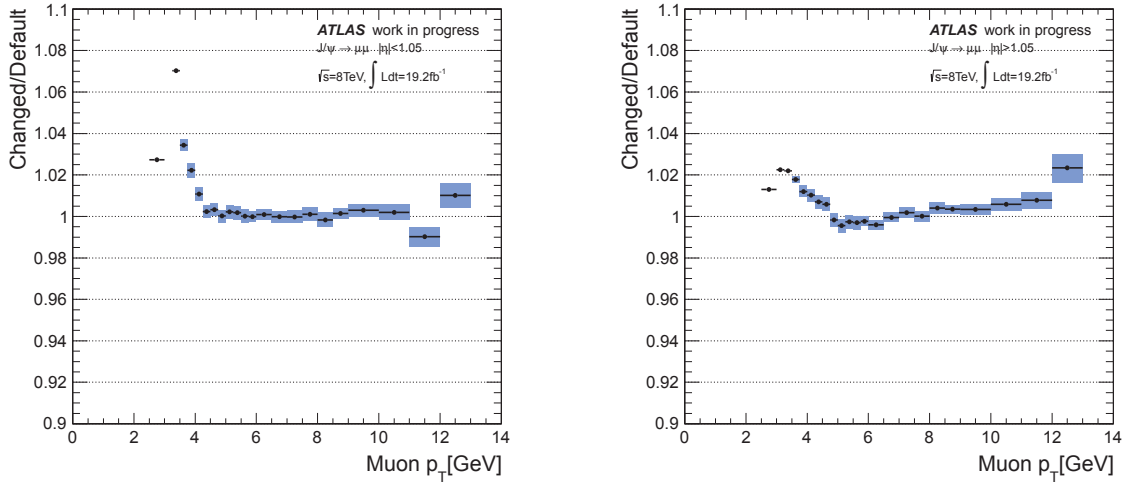 Changed/Default
1.1
1.08
1.06
1.04
1.02
1
0.98
0.96
0.94
0.92
0.9
ATLAS work in progress
J/ψ → μμ |η|<1.05
√s=8TeV, ∫ Ldt=19.2fb⁻¹
0 2 4 6 8 10 12 14
Muon p_T[GeV]
Changed/Default
1.1
1.08
1.06
1.04
1.02
1
0.98
0.96
0.94
0.92
0.9
ATLAS work in progress
J/ψ → μμ |η|>1.05
√s=8TeV, ∫ Ldt=19.2fb⁻¹
0 2 4 6 8 10 12 14
Muon p_T[GeV]